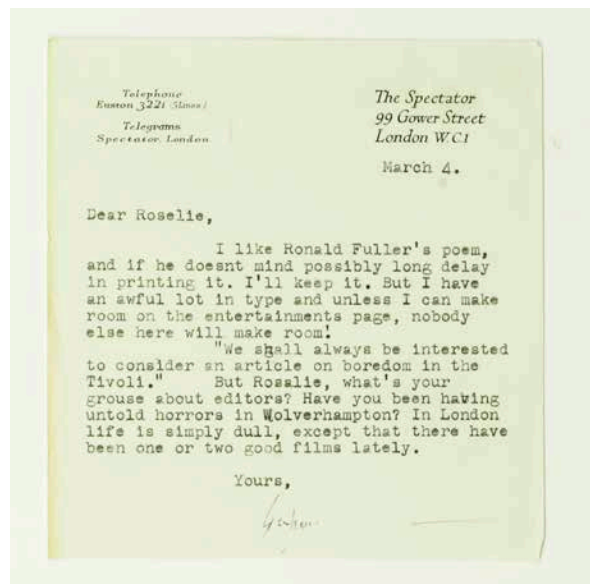 Telephone
Euston 3221 (5 lines)
Telegrams
Spectator, London
The Spectator
99 Gower Street
London W.C.1
March 4.
Dear Roselie,
I like Ronald Fuller's poem,
and if he doesnt mind possibly long delay
in printing it. I'll keep it. But I have
an awful lot in type and unless I can make
room on the entertainments page, nobody
else here will make room!
"We shall always be interested
to consider an article on boredom in the
Tivoli." But Rosalie, what's your
grouse about editors? Have you been having
untold horrors in Wolverhampton? In London
life is simply dull, except that there have
been one or two good films lately.
Yours,